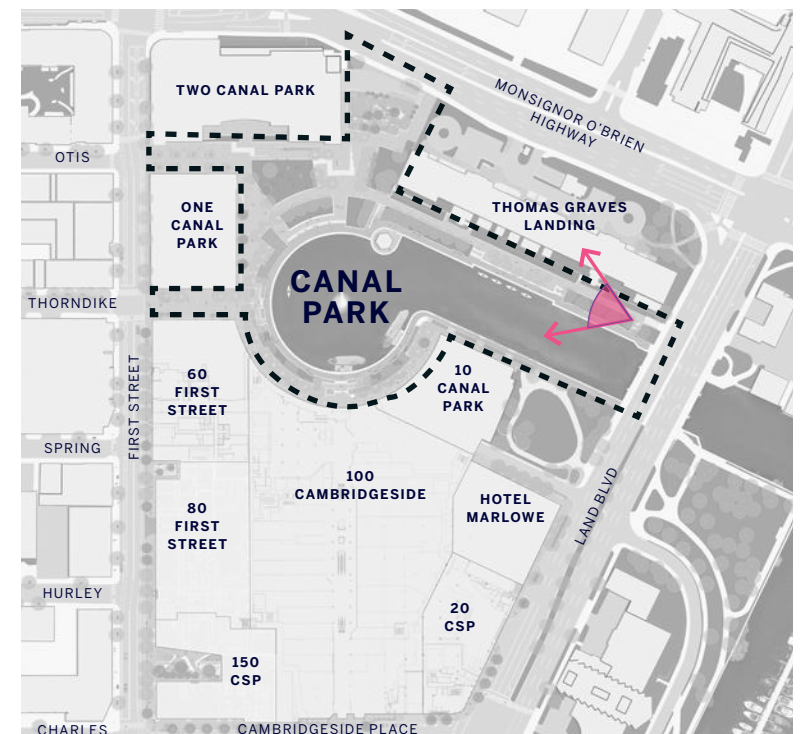 TWO CANAL PARK
MONSIGNOR O'BRIEN
HIGHWAY
OTIS
ONE
CANAL
PARK
THOMAS GRAVES
LANDING
CANAL
PARK
THORNDIKE
60
FIRST
STREET
10
CANAL
PARK
FIRST STREET
SPRING
100
CAMBRIDGESIDE
HOTEL
MARLOWE
LAND BLVD
80
FIRST
STREET
HURLEY
20
CSP
150
CSP
CHARLES
CAMBRIDGESIDE PLACE